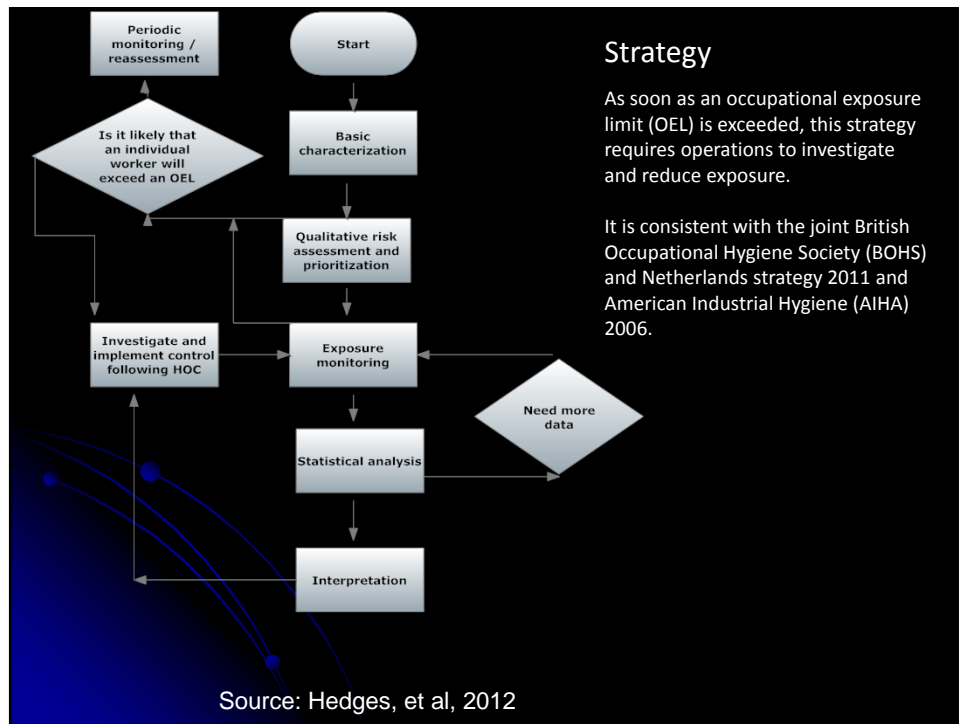 Periodic
monitoring /
reassessment
Start
Strategy
As soon as an occupational exposure
limit (OEL) is exceeded, this strategy
requires operations to investigate
and reduce exposure.
It is consistent with the joint British
Occupational Hygiene Society (BOHS)
and Netherlands strategy 2011 and
American Industrial Hygiene (AIHA)
2006.
Is it likely that
an individual
worker will
exceed an OEL
Basic
characterization
Qualitative risk
assessment and
prioritization
Investigate and
implement control
following HOC
Exposure
monitoring
Need more
data
Statistical analysis
Interpretation
Source: Hedges, et al, 2012